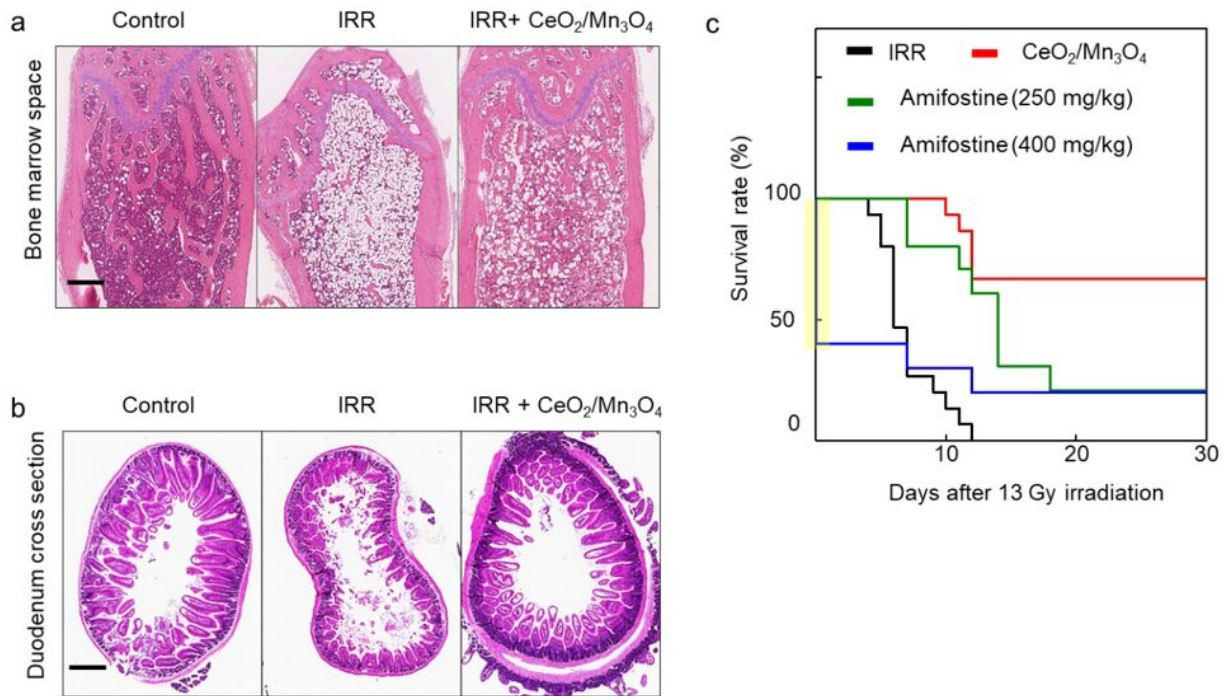 a
Control
IRR
IRR+ CeO₂/Mn₃O₄
Bone marrow space
b
Control
IRR
IRR + CeO₂/Mn₃O₄
Duodenum cross section
c
IRR
CeO₂/Mn₃O₄
Amifostine (250 mg/kg)
Amifostine (400 mg/kg)
Survival rate (%)
100
50
0
10
20
30
Days after 13 Gy irradiation